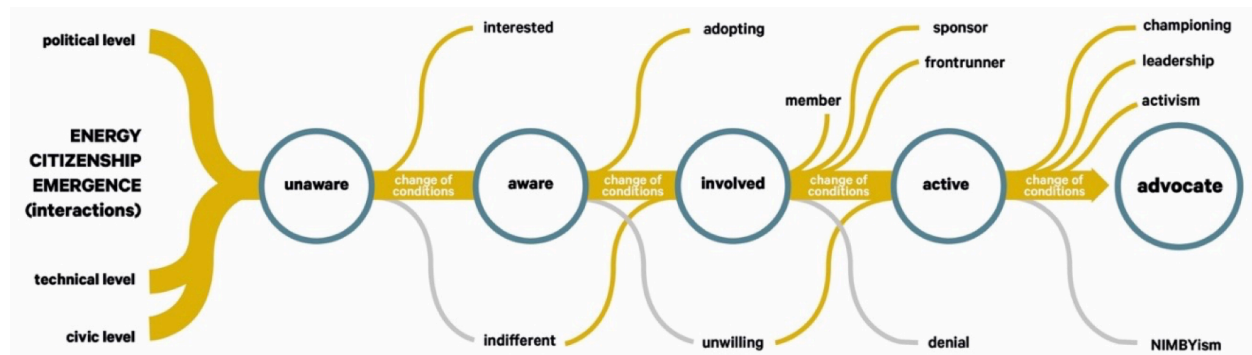 political level
ENERGY
CITIZENSHIP
EMERGENCE
(interactions)
technical level
civic level
unaware
interested
change of
conditions
indifferent
aware
adopting
change of
conditions
unwilling
involved
member
sponsor
frontrunner
change of
conditions
denial
active
championing
leadership
activism
change of
conditions
NIMBYism
advocate